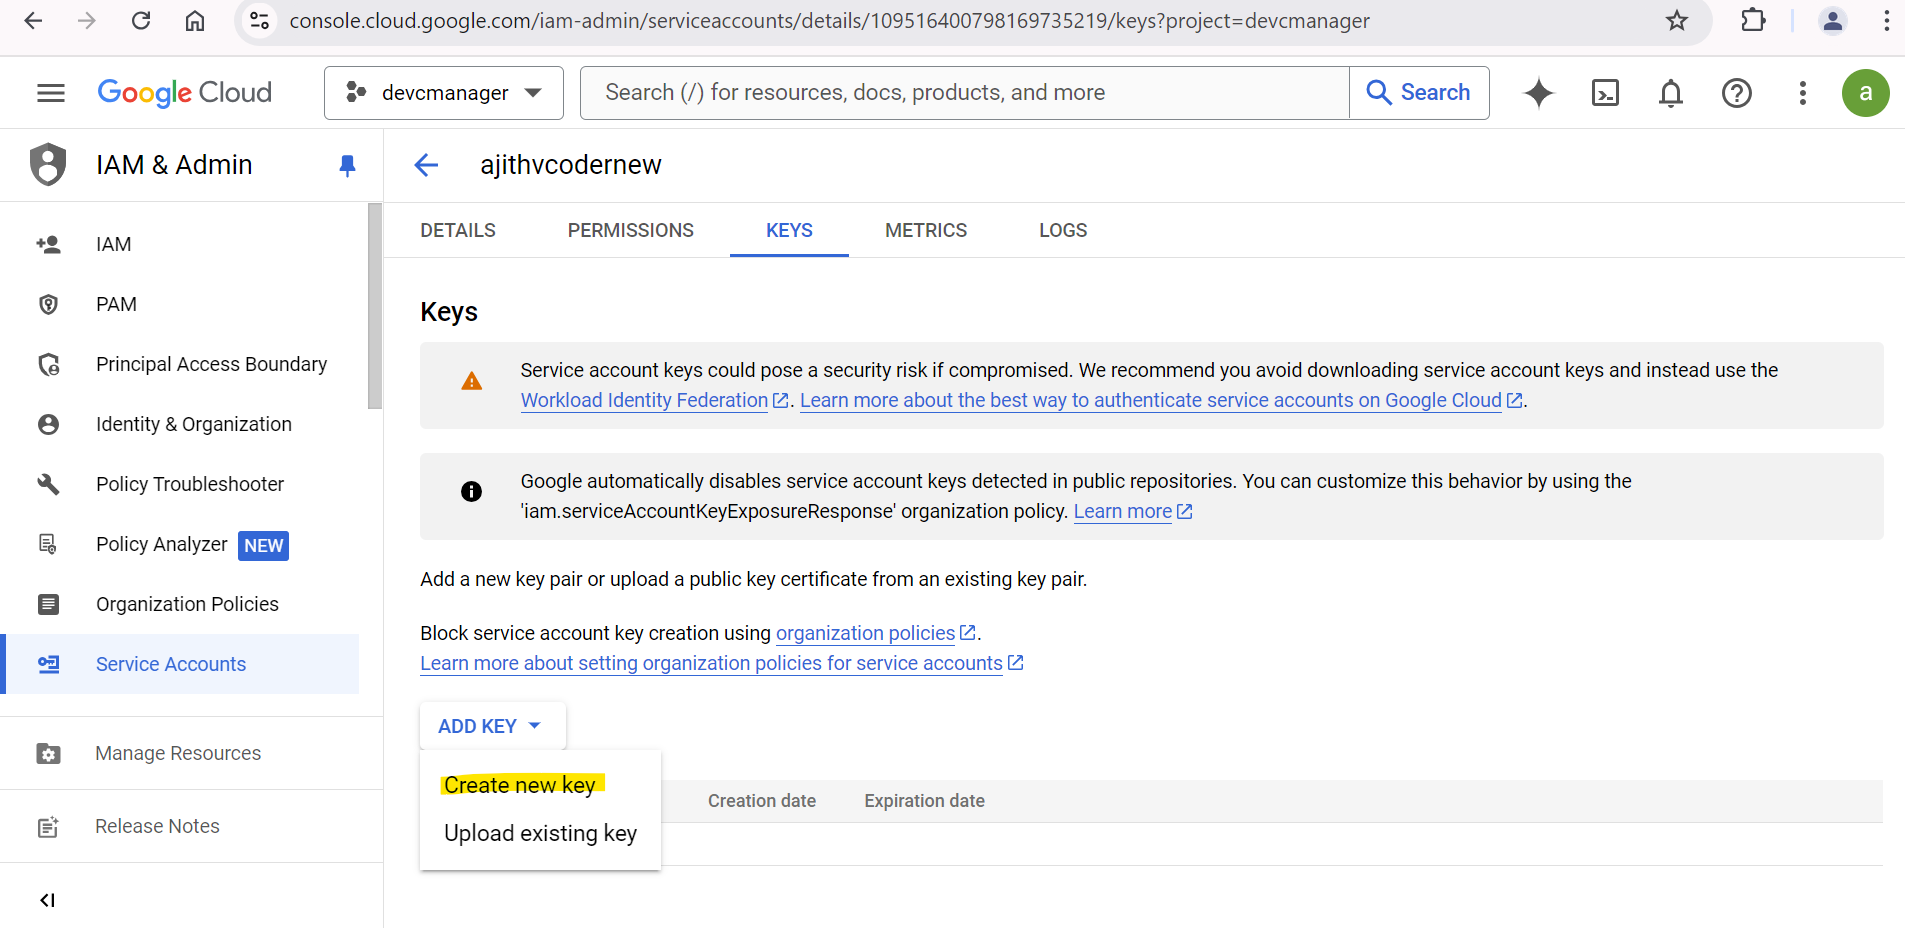 console.cloud.google.com/iam-admin/serviceaccounts/details/109516400798169735219/keys?project=devcmanager
Google Cloud
devcmanager
Search (/) for resources, docs, products, and more
Search
a
IAM & Admin
ajithvcodernew
DETAILS PERMISSIONS KEYS METRICS LOGS
IAM
PAM
Principal Access Boundary
Identity & Organization
Policy Troubleshooter
Policy Analyzer NEW
Organization Policies
Service Accounts
Manage Resources
Release Notes
Keys
Service account keys could pose a security risk if compromised. We recommend you avoid downloading service account keys and instead use the
Workload Identity Federation. Learn more about the best way to authenticate service accounts on Google Cloud.
Google automatically disables service account keys detected in public repositories. You can customize this behavior by using the
'iam.serviceAccountKeyExposureResponse' organization policy. Learn more
Add a new key pair or upload a public key certificate from an existing key pair.
Block service account key creation using organization policies.
Learn more about setting organization policies for service accounts
ADD KEY
Create new key
Upload existing key
Creation date Expiration date